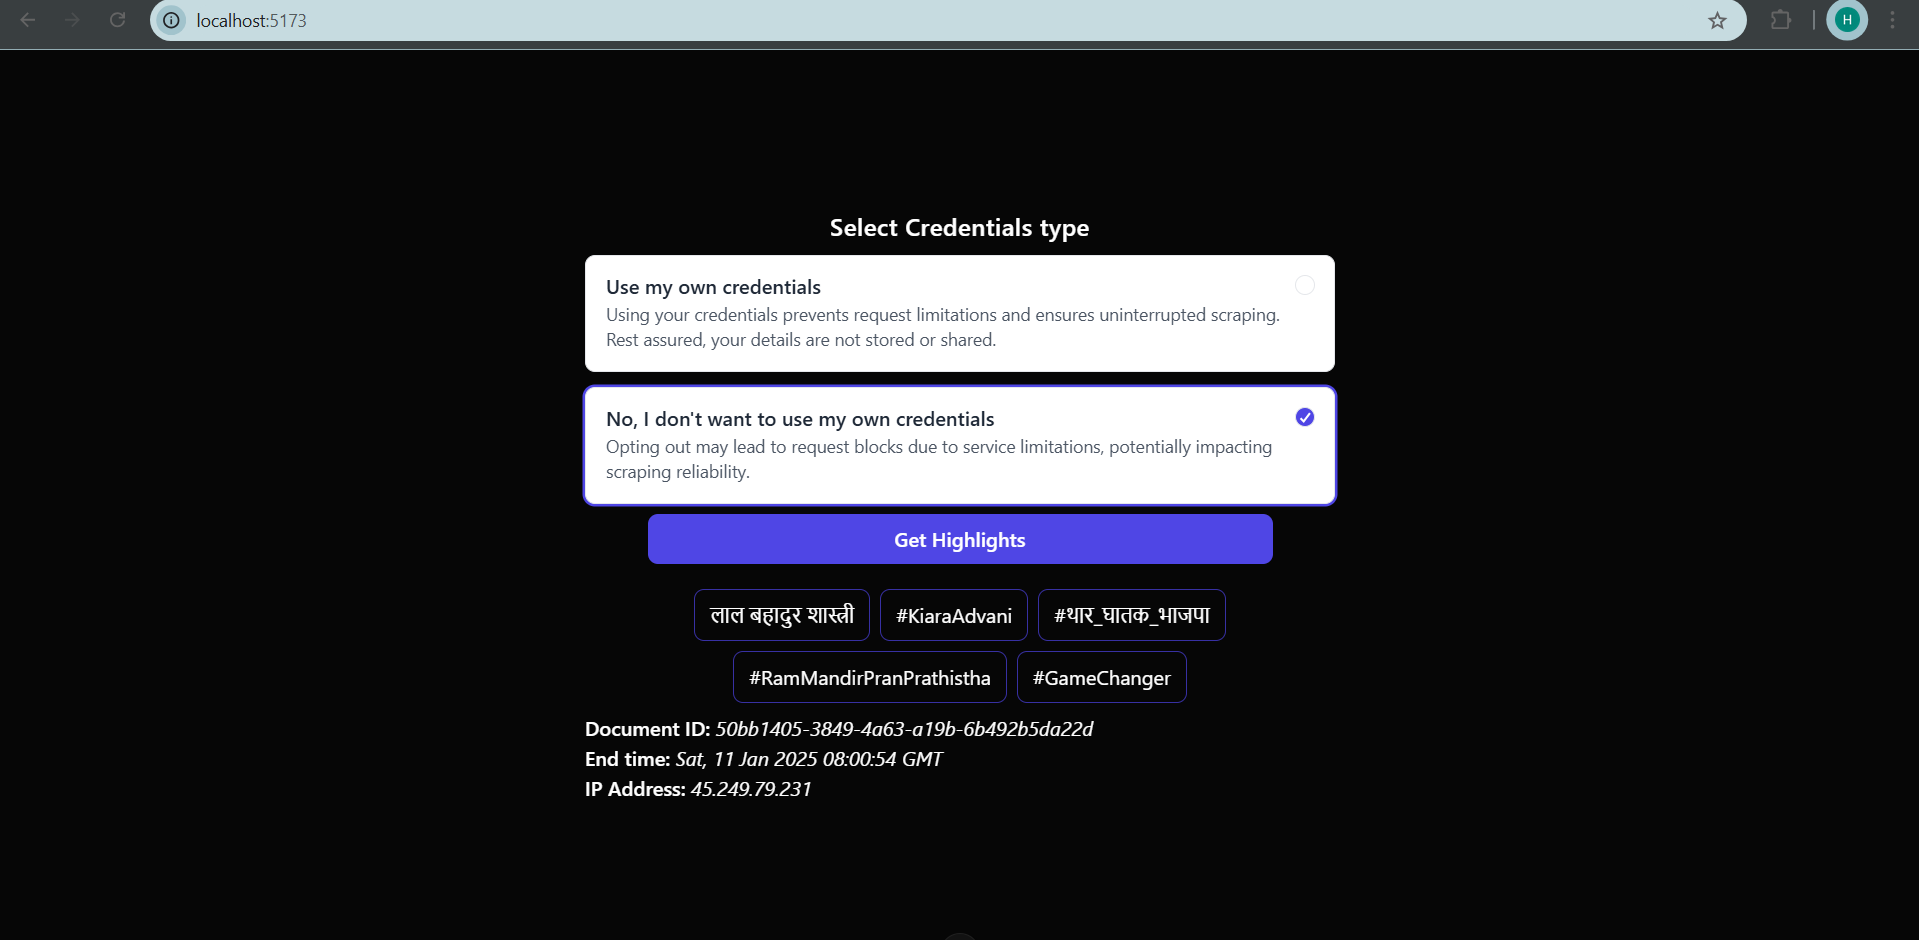 localhost:5173
H
Select Credentials type
Use my own credentials
Using your credentials prevents request limitations and ensures uninterrupted scraping.
Rest assured, your details are not stored or shared.
No, I don't want to use my own credentials
Opting out may lead to request blocks due to service limitations, potentially impacting
scraping reliability.
Get Highlights
लाल बहादुर शास्त्री #KiaraAdvani #थार_घातक_भाजपा
#RamMandirPranPrathistha #GameChanger
Document ID: 50bb1405-3849-4a63-a19b-6b492b5da22d
End time: Sat, 11 Jan 2025 08:00:54 GMT
IP Address: 45.249.79.231